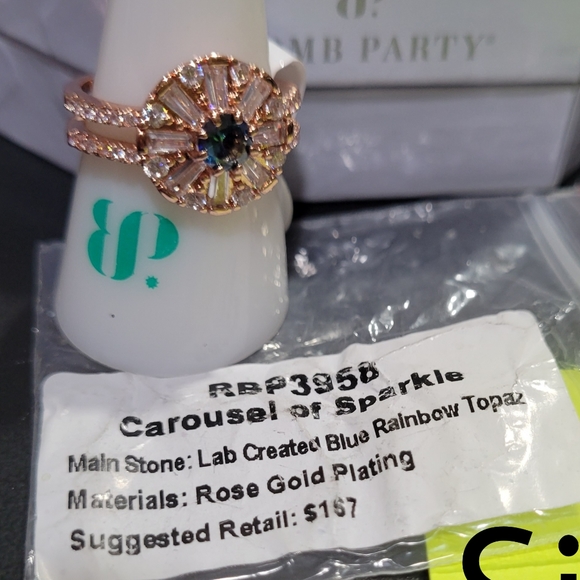 MB PARTY®
RBP3958
Carousel of Sparkle
Main Stone: Lab Created Blue Rainbow Topaz
Materials: Rose Gold Plating
Suggested Retail: $167
Si